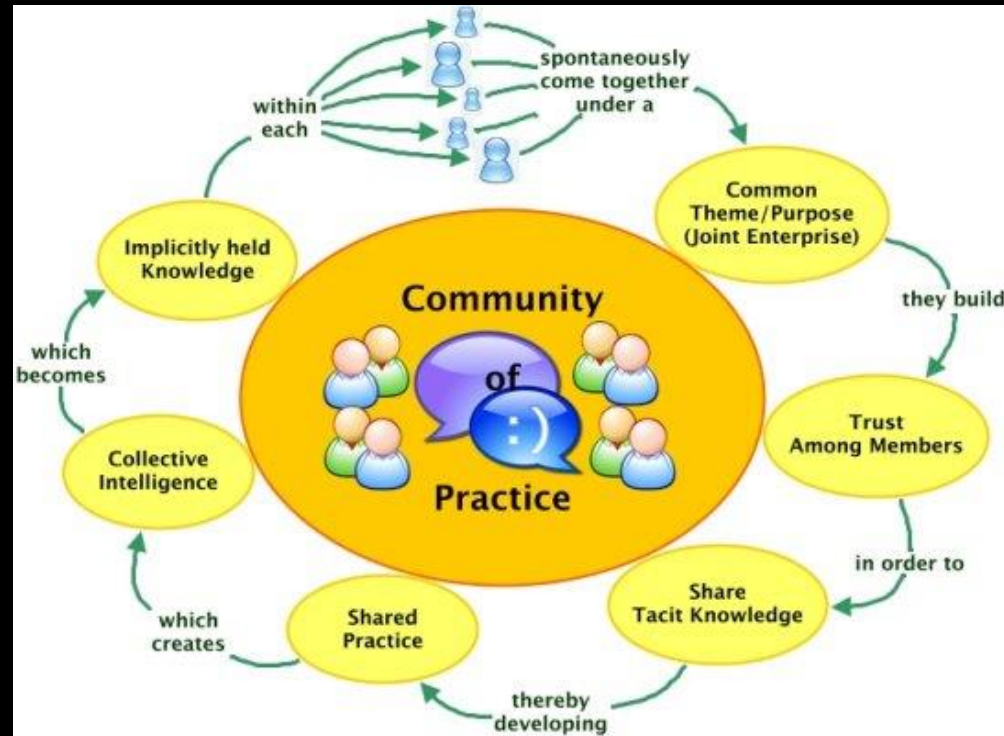 within
each
spontaneously
come together
under a
Common
Theme/Purpose
(Joint Enterprise)
they build
Trust
Among Members
in order to
Share
Tacit Knowledge
thereby
developing
Shared
Practice
which
creates
Collective
Intelligence
which
becomes
Implicitly held
Knowledge
Community
of
:)
Practice